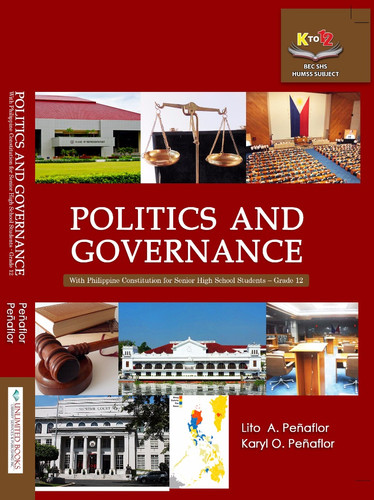 K TO 12
BEC SHS
HUMSS SUBJECT
POLITICS AND
GOVERNANCE
With Philippine Constitution for Senior High School Students – Grade 12
Lito A. Peñaflor
Karyl O. Peñaflor
POLITICS AND GOVERNANCE
With Philippine Constitution for Senior High School Students - Grade 12
Peñaflor
Peñaflor
UNLIMITED BOOKS